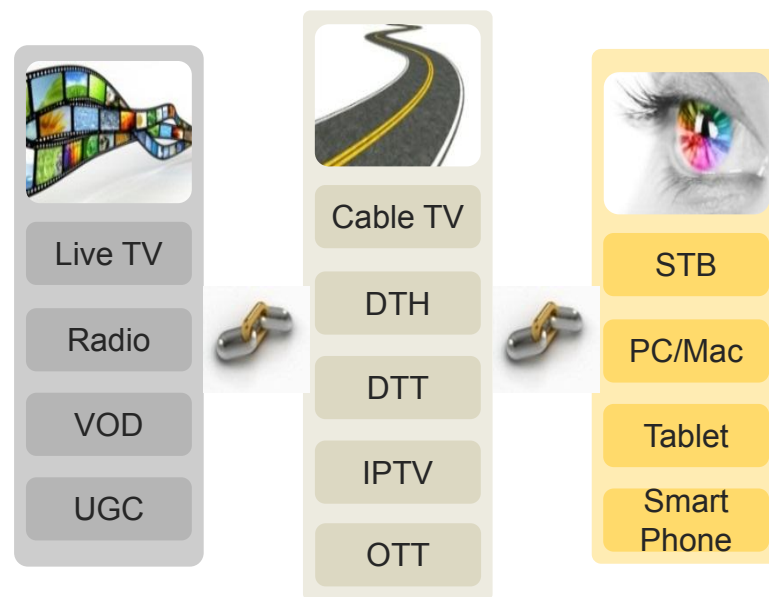 Live TV
Radio
VOD
UGC
Cable TV
DTH
DTT
IPTV
OTT
STB
PC/Mac
Tablet
Smart
Phone